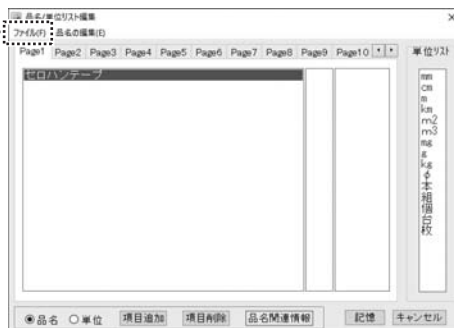 品名/単位リスト編集
ファイル(F) 品名の編集(E)
Page1 Page2 Page3 Page4 Page5 Page6 Page7 Page8 Page9 Page10 単位リスト
セロハンテープ
mm
cm
m
km
m2
m3
mg
g
kg
φ
本
組
個
台
枚
品名 単位 項目追加 項目削除 品名関連情報 記憶 キャンセル